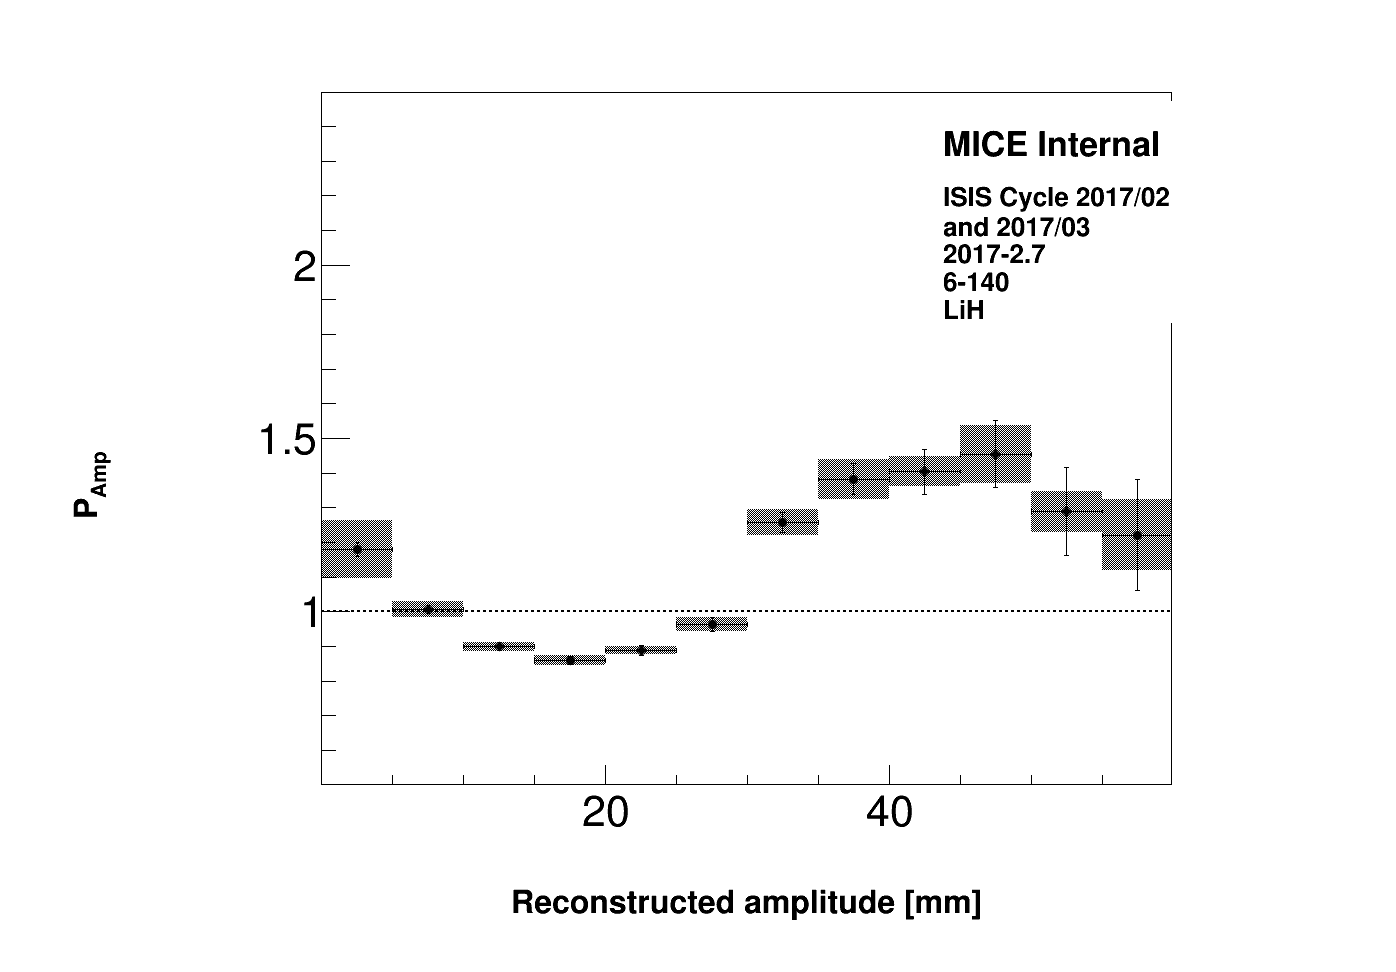 MICE Internal
ISIS Cycle 2017/02
and 2017/03
2017-2.7
6-140
LiH
2
1.5
1
P_Amp
20 40
Reconstructed amplitude [mm]